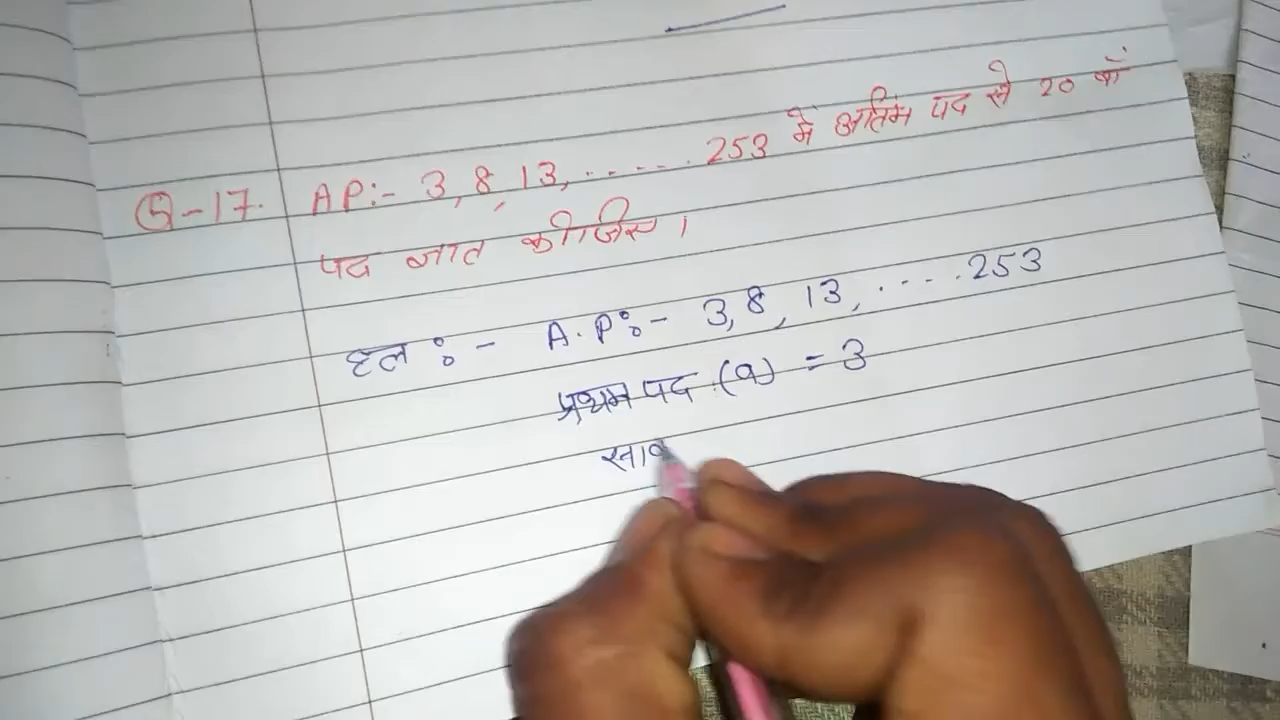 Q-17. AP:- 3, 8, 13, ...... 253 में अंतिम पद से 20 वाँ
पद ज्ञात कीजिए ।
हल :- A.P:- 3, 8, 13, ..... 253
प्रथम पद (a) = 3
साव